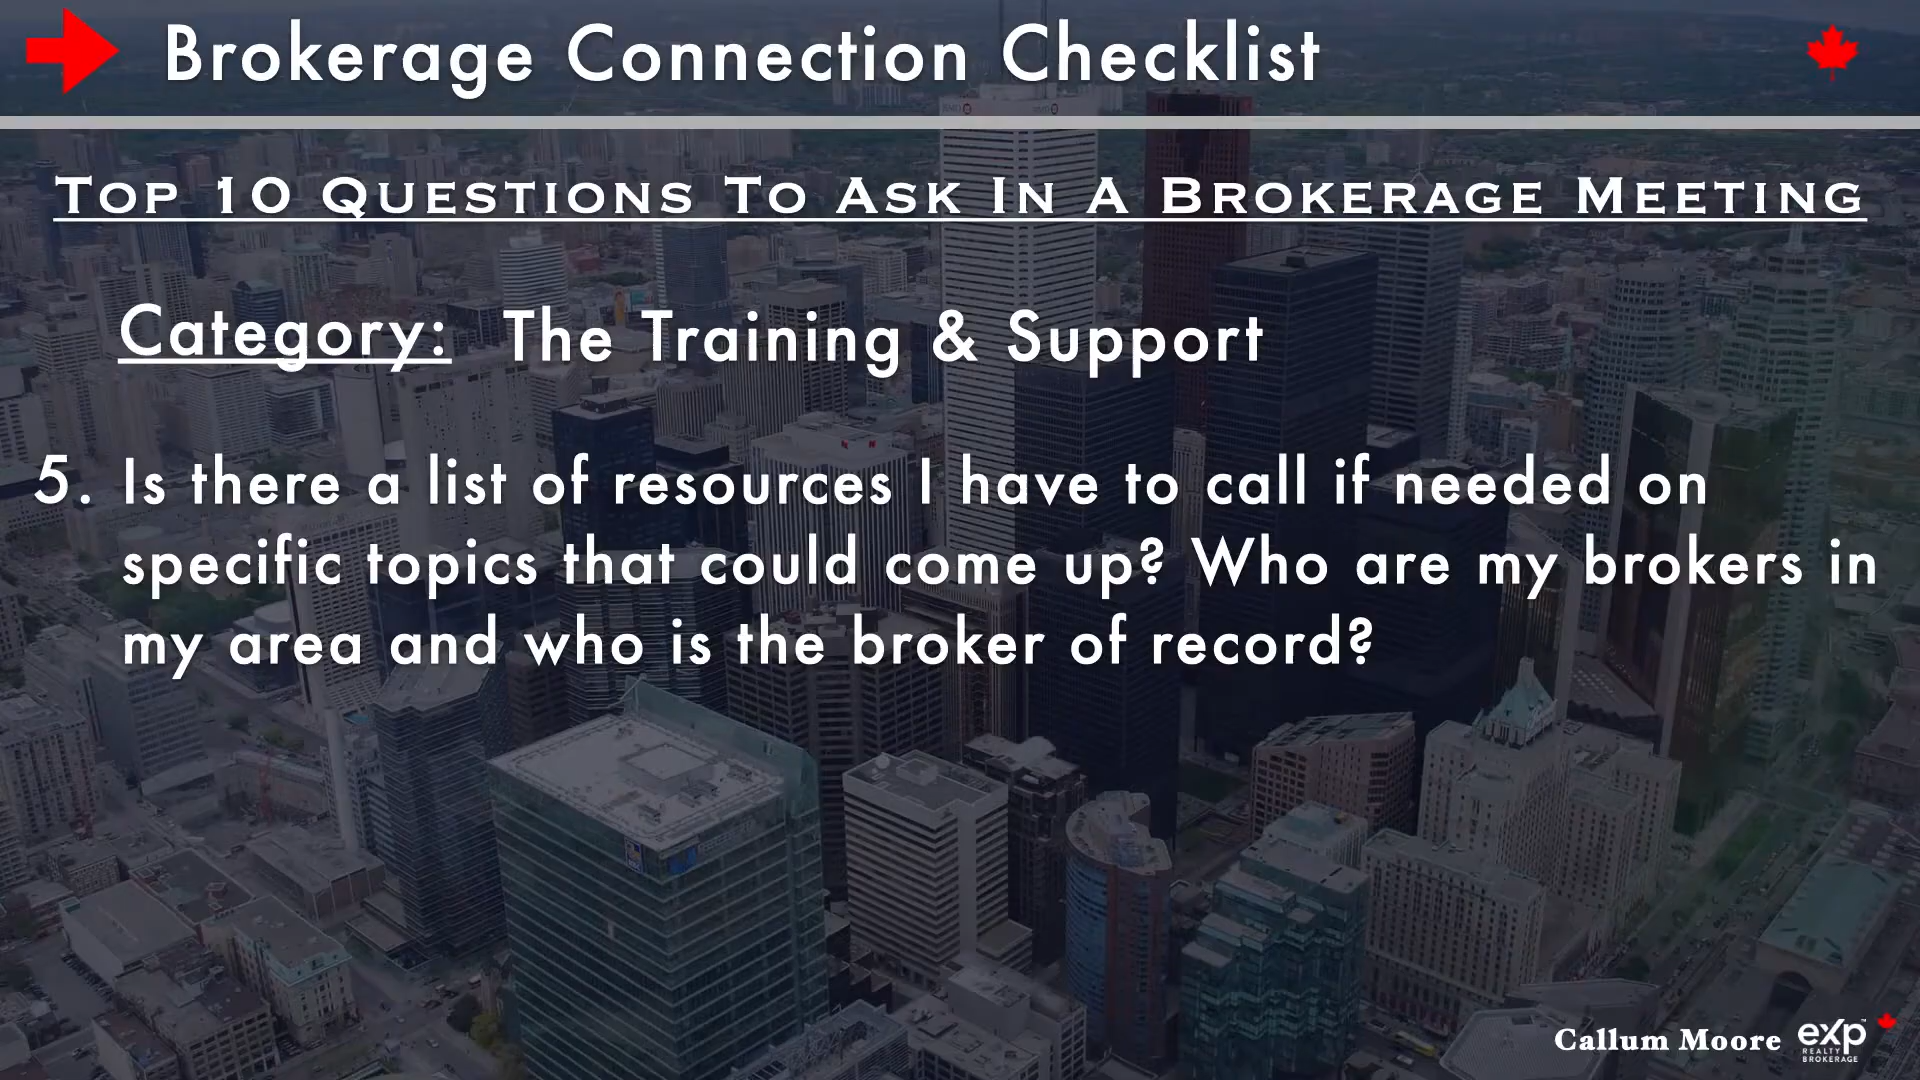 Brokerage Connection Checklist
Top 10 Questions To Ask In A Brokerage Meeting
Category: The Training & Support
5. Is there a list of resources I have to call if needed on
specific topics that could come up? Who are my brokers in
my area and who is the broker of record?
Callum Moore eXp
REALTY
BROKERAGE